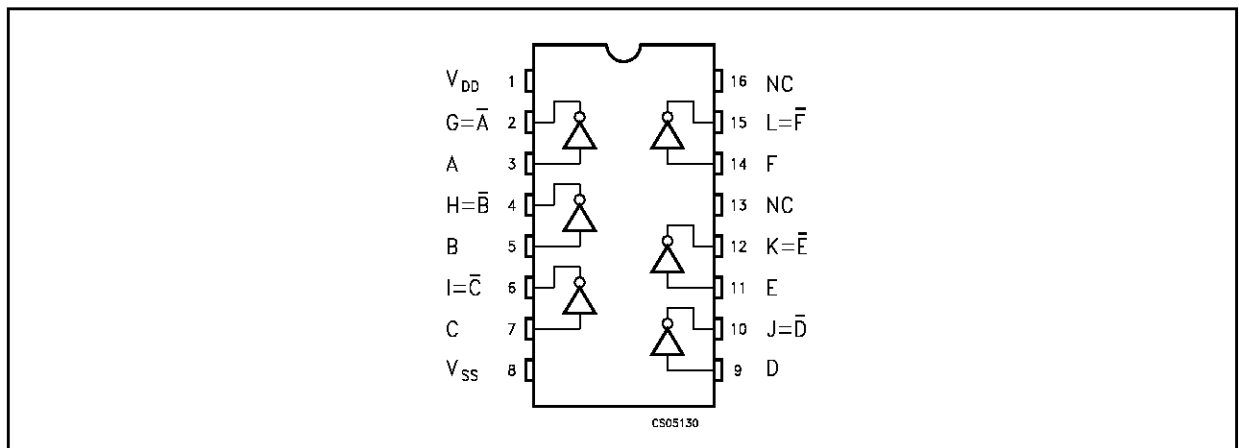 V_DD 1 16 NC
G=A̅ 2 15 L=F̅
A 3 14 F
H=B̅ 4 13 NC
B 5 12 K=E̅
I=C̅ 6 11 E
C 7 10 J=D̅
V_SS 8 9 D
CS05130